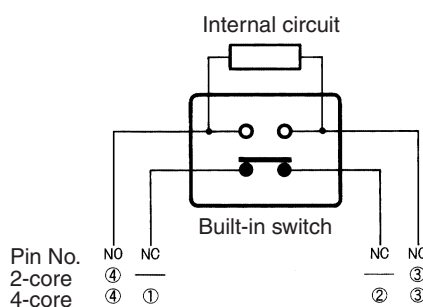 Internal circuit
Built-in switch
Pin No. NO NC NC NO
2-core ④ — — ③
4-core ④ ① ② ③